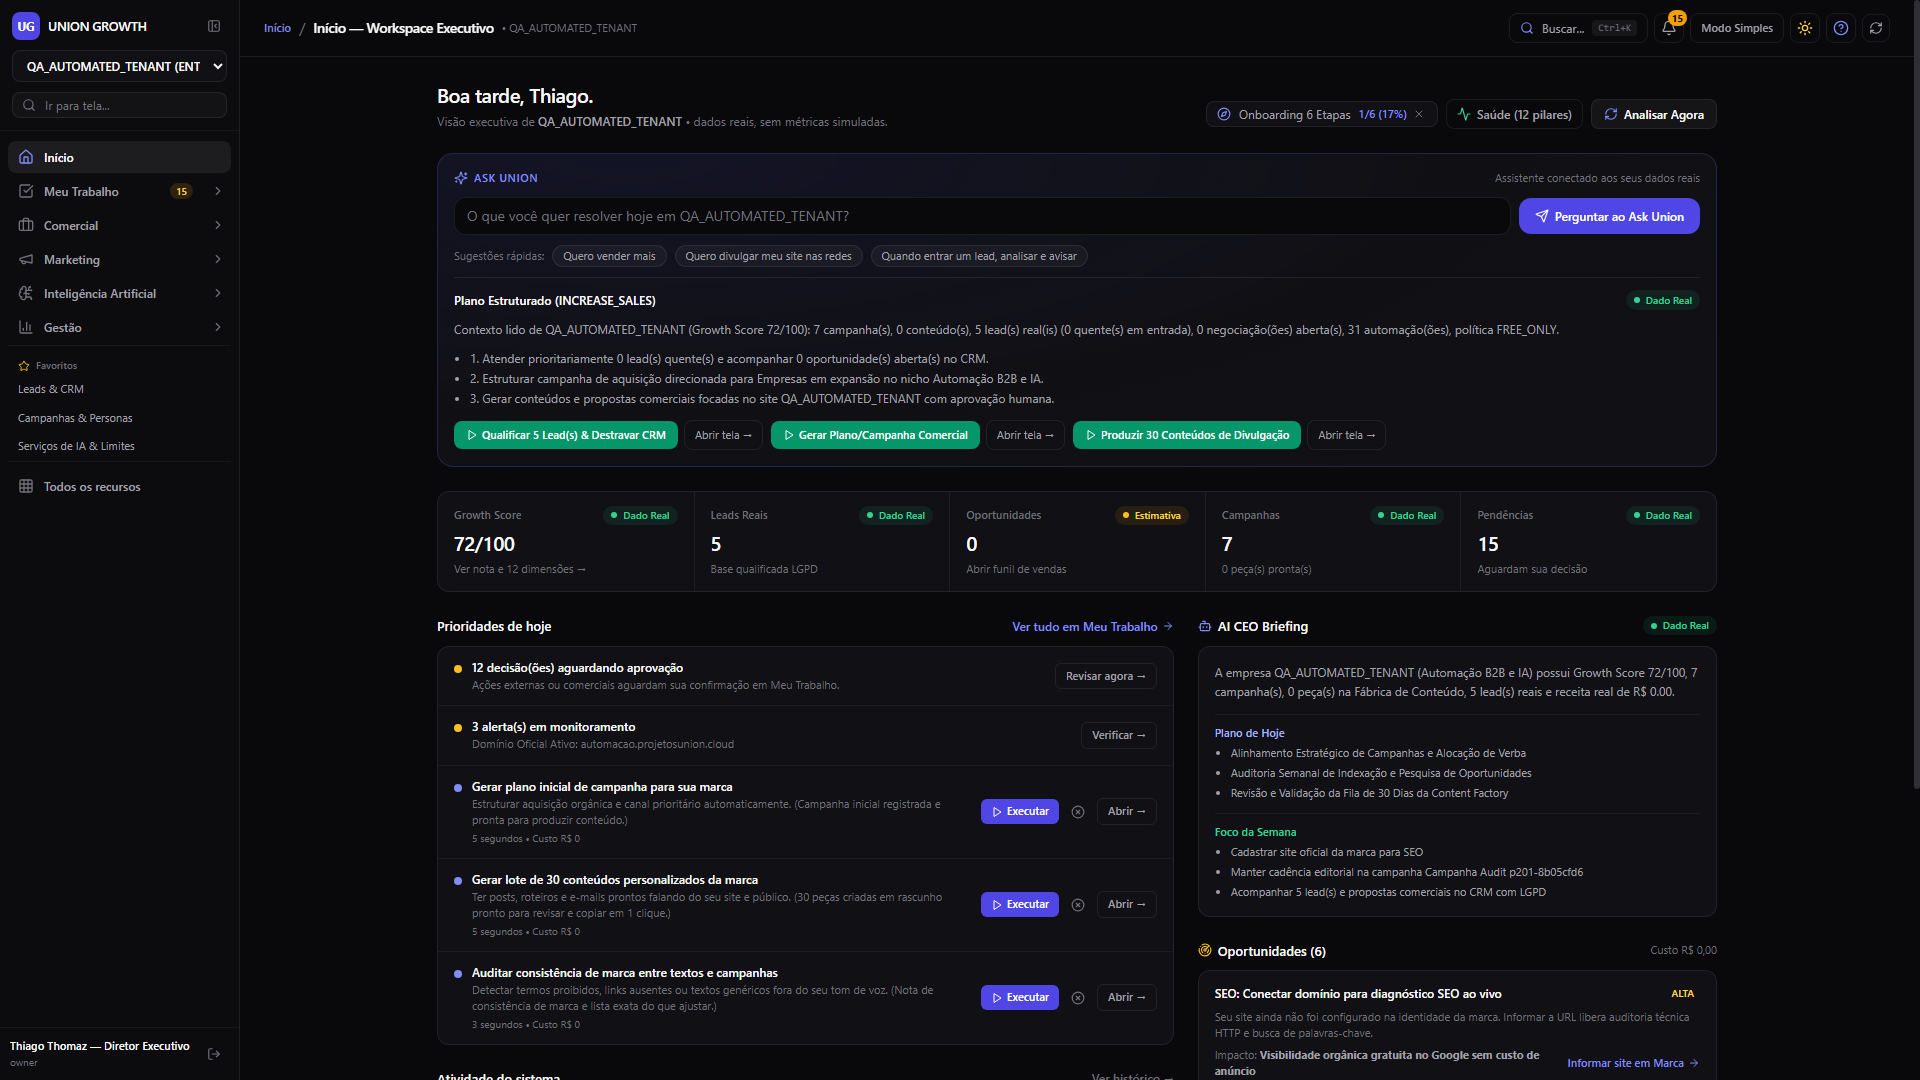 UG UNION GROWTH
QA_AUTOMATED_TENANT (ENT
Ir para tela...
Início
Meu Trabalho 15
Comercial
Marketing
Inteligência Artificial
Gestão
Favoritos
Leads & CRM
Campanhas & Personas
Serviços de IA & Limites
Todos os recursos
Thiago Thomaz — Diretor Executivo
owner
Início / Início — Workspace Executivo • QA_AUTOMATED_TENANT
Buscar... Ctrl+K
15
Modo Simples
Boa tarde, Thiago.
Visão executiva de QA_AUTOMATED_TENANT • dados reais, sem métricas simuladas.
Onboarding 6 Etapas 1/6 (17%)
Saúde (12 pilares)
Analisar Agora
ASK UNION
Assistente conectado aos seus dados reais
O que você quer resolver hoje em QA_AUTOMATED_TENANT?
Perguntar ao Ask Union
Sugestões rápidas: Quero vender mais Quero divulgar meu site nas redes Quando entrar um lead, analisar e avisar
Plano Estruturado (INCREASE_SALES)
Dado Real
Contexto lido de QA_AUTOMATED_TENANT (Growth Score 72/100): 7 campanha(s), 0 conteúdo(s), 5 lead(s) real(is) (0 quente(s) em entrada), 0 negociação(ões) aberta(s), 31 automação(ões), política FREE_ONLY.
• 1. Atender prioritariamente 0 lead(s) quente(s) e acompanhar 0 oportunidade(s) aberta(s) no CRM.
• 2. Estruturar campanha de aquisição direcionada para Empresas em expansão no nicho Automação B2B e IA.
• 3. Gerar conteúdos e propostas comerciais focadas no site QA_AUTOMATED_TENANT com aprovação humana.
Qualificar 5 Lead(s) & Destravar CRM Abrir tela → Gerar Plano/Campanha Comercial Abrir tela → Produzir 30 Conteúdos de Divulgação Abrir tela →
Growth Score Dado Real
72/100
Ver nota e 12 dimensões →
Leads Reais Dado Real
5
Base qualificada LGPD
Oportunidades Estimativa
0
Abrir funil de vendas
Campanhas Dado Real
7
0 peça(s) pronta(s)
Pendências Dado Real
15
Aguardam sua decisão
Prioridades de hoje
Ver tudo em Meu Trabalho →
12 decisão(ões) aguardando aprovação
Ações externas ou comerciais aguardam sua confirmação em Meu Trabalho.
Revisar agora →
3 alerta(s) em monitoramento
Domínio Oficial Ativo: automacao.projetosunion.cloud
Verificar →
Gerar plano inicial de campanha para sua marca
Estruturar aquisição orgânica e canal prioritário automaticamente. (Campanha inicial registrada e
pronta para produzir conteúdo.)
5 segundos • Custo R$ 0
Executar
Abrir →
Gerar lote de 30 conteúdos personalizados da marca
Ter posts, roteiros e e-mails prontos falando do seu site e público. (30 peças criadas em rascunho
pronto para revisar e copiar em 1 clique.)
5 segundos • Custo R$ 0
Executar
Abrir →
Auditar consistência de marca entre textos e campanhas
Detectar termos proibidos, links ausentes ou textos genéricos fora do seu tom de voz. (Nota de
consistência de marca e lista exata do que ajustar.)
3 segundos • Custo R$ 0
Executar
Abrir →
Atividade do sistema
Ver histórico →
AI CEO Briefing
Dado Real
A empresa QA_AUTOMATED_TENANT (Automação B2B e IA) possui Growth Score 72/100, 7
campanha(s), 0 peça(s) na Fábrica de Conteúdo, 5 lead(s) reais e receita real de R$ 0.00.
Plano de Hoje
• Alinhamento Estratégico de Campanhas e Alocação de Verba
• Auditoria Semanal de Indexação e Pesquisa de Oportunidades
• Revisão e Validação da Fila de 30 Dias da Content Factory
Foco da Semana
• Cadastrar site oficial da marca para SEO
• Manter cadência editorial na campanha Campanha Audit p201-8b05cfd6
• Acompanhar 5 lead(s) e propostas comerciais no CRM com LGPD
Oportunidades (6)
Custo R$ 0,00
SEO: Conectar domínio para diagnóstico SEO ao vivo
ALTA
Seu site ainda não foi configurado na identidade da marca. Informar a URL libera auditoria técnica
HTTP e busca de palavras-chave.
Impacto: Visibilidade orgânica gratuita no Google sem custo de
anúncio
Informar site em Marca →